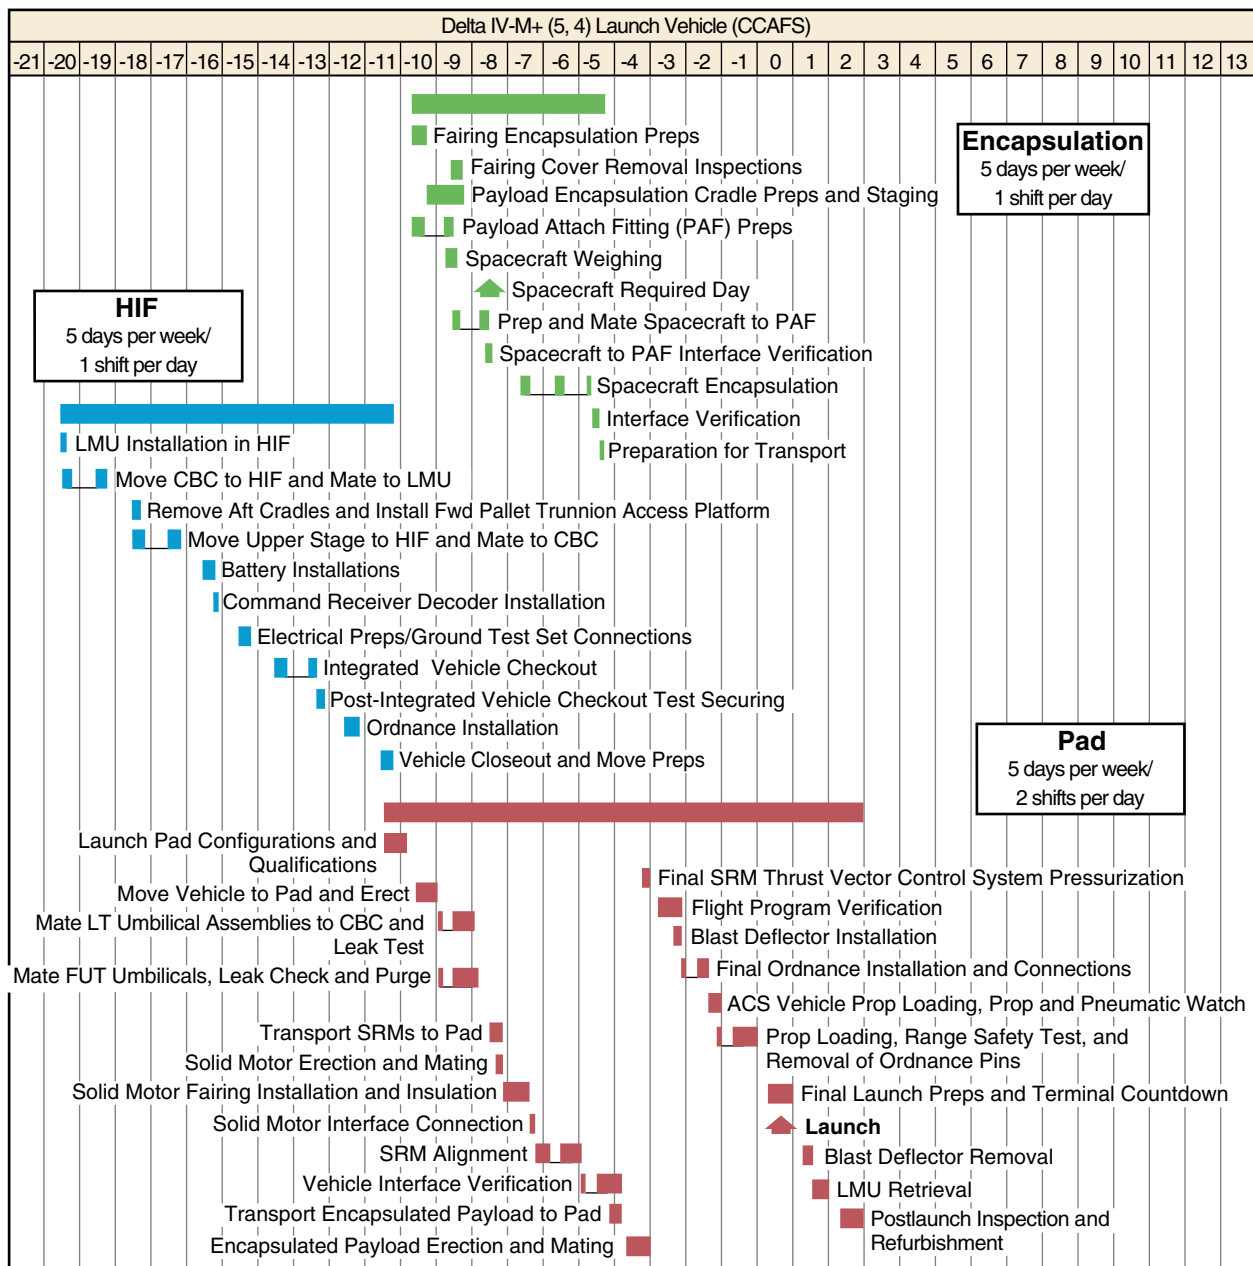 Delta IV-M+ (5, 4) Launch Vehicle (CCAFS)
-21 -20 -19 -18 -17 -16 -15 -14 -13 -12 -11 -10 -9 -8 -7 -6 -5 -4 -3 -2 -1 0 1 2 3 4 5 6 7 8 9 10 11 12 13
Encapsulation
5 days per week/
1 shift per day
Fairing Encapsulation Preps
Fairing Cover Removal Inspections
Payload Encapsulation Cradle Preps and Staging
Payload Attach Fitting (PAF) Preps
Spacecraft Weighing
Spacecraft Required Day
Prep and Mate Spacecraft to PAF
Spacecraft to PAF Interface Verification
Spacecraft Encapsulation
Interface Verification
Preparation for Transport
HIF
5 days per week/
1 shift per day
LMU Installation in HIF
Move CBC to HIF and Mate to LMU
Remove Aft Cradles and Install Fwd Pallet Trunnion Access Platform
Move Upper Stage to HIF and Mate to CBC
Battery Installations
Command Receiver Decoder Installation
Electrical Preps/Ground Test Set Connections
Integrated Vehicle Checkout
Post-Integrated Vehicle Checkout Test Securing
Ordnance Installation
Vehicle Closeout and Move Preps
Pad
5 days per week/
2 shifts per day
Launch Pad Configurations and
Qualifications
Move Vehicle to Pad and Erect
Mate LT Umbilical Assemblies to CBC and
Leak Test
Mate FUT Umbilicals, Leak Check and Purge
Transport SRMs to Pad
Solid Motor Erection and Mating
Solid Motor Fairing Installation and Insulation
Solid Motor Interface Connection
SRM Alignment
Vehicle Interface Verification
Transport Encapsulated Payload to Pad
Encapsulated Payload Erection and Mating
Final SRM Thrust Vector Control System Pressurization
Flight Program Verification
Blast Deflector Installation
Final Ordnance Installation and Connections
ACS Vehicle Prop Loading, Prop and Pneumatic Watch
Prop Loading, Range Safety Test, and
Removal of Ordnance Pins
Final Launch Preps and Terminal Countdown
Launch
Blast Deflector Removal
LMU Retrieval
Postlaunch Inspection and
Refurbishment